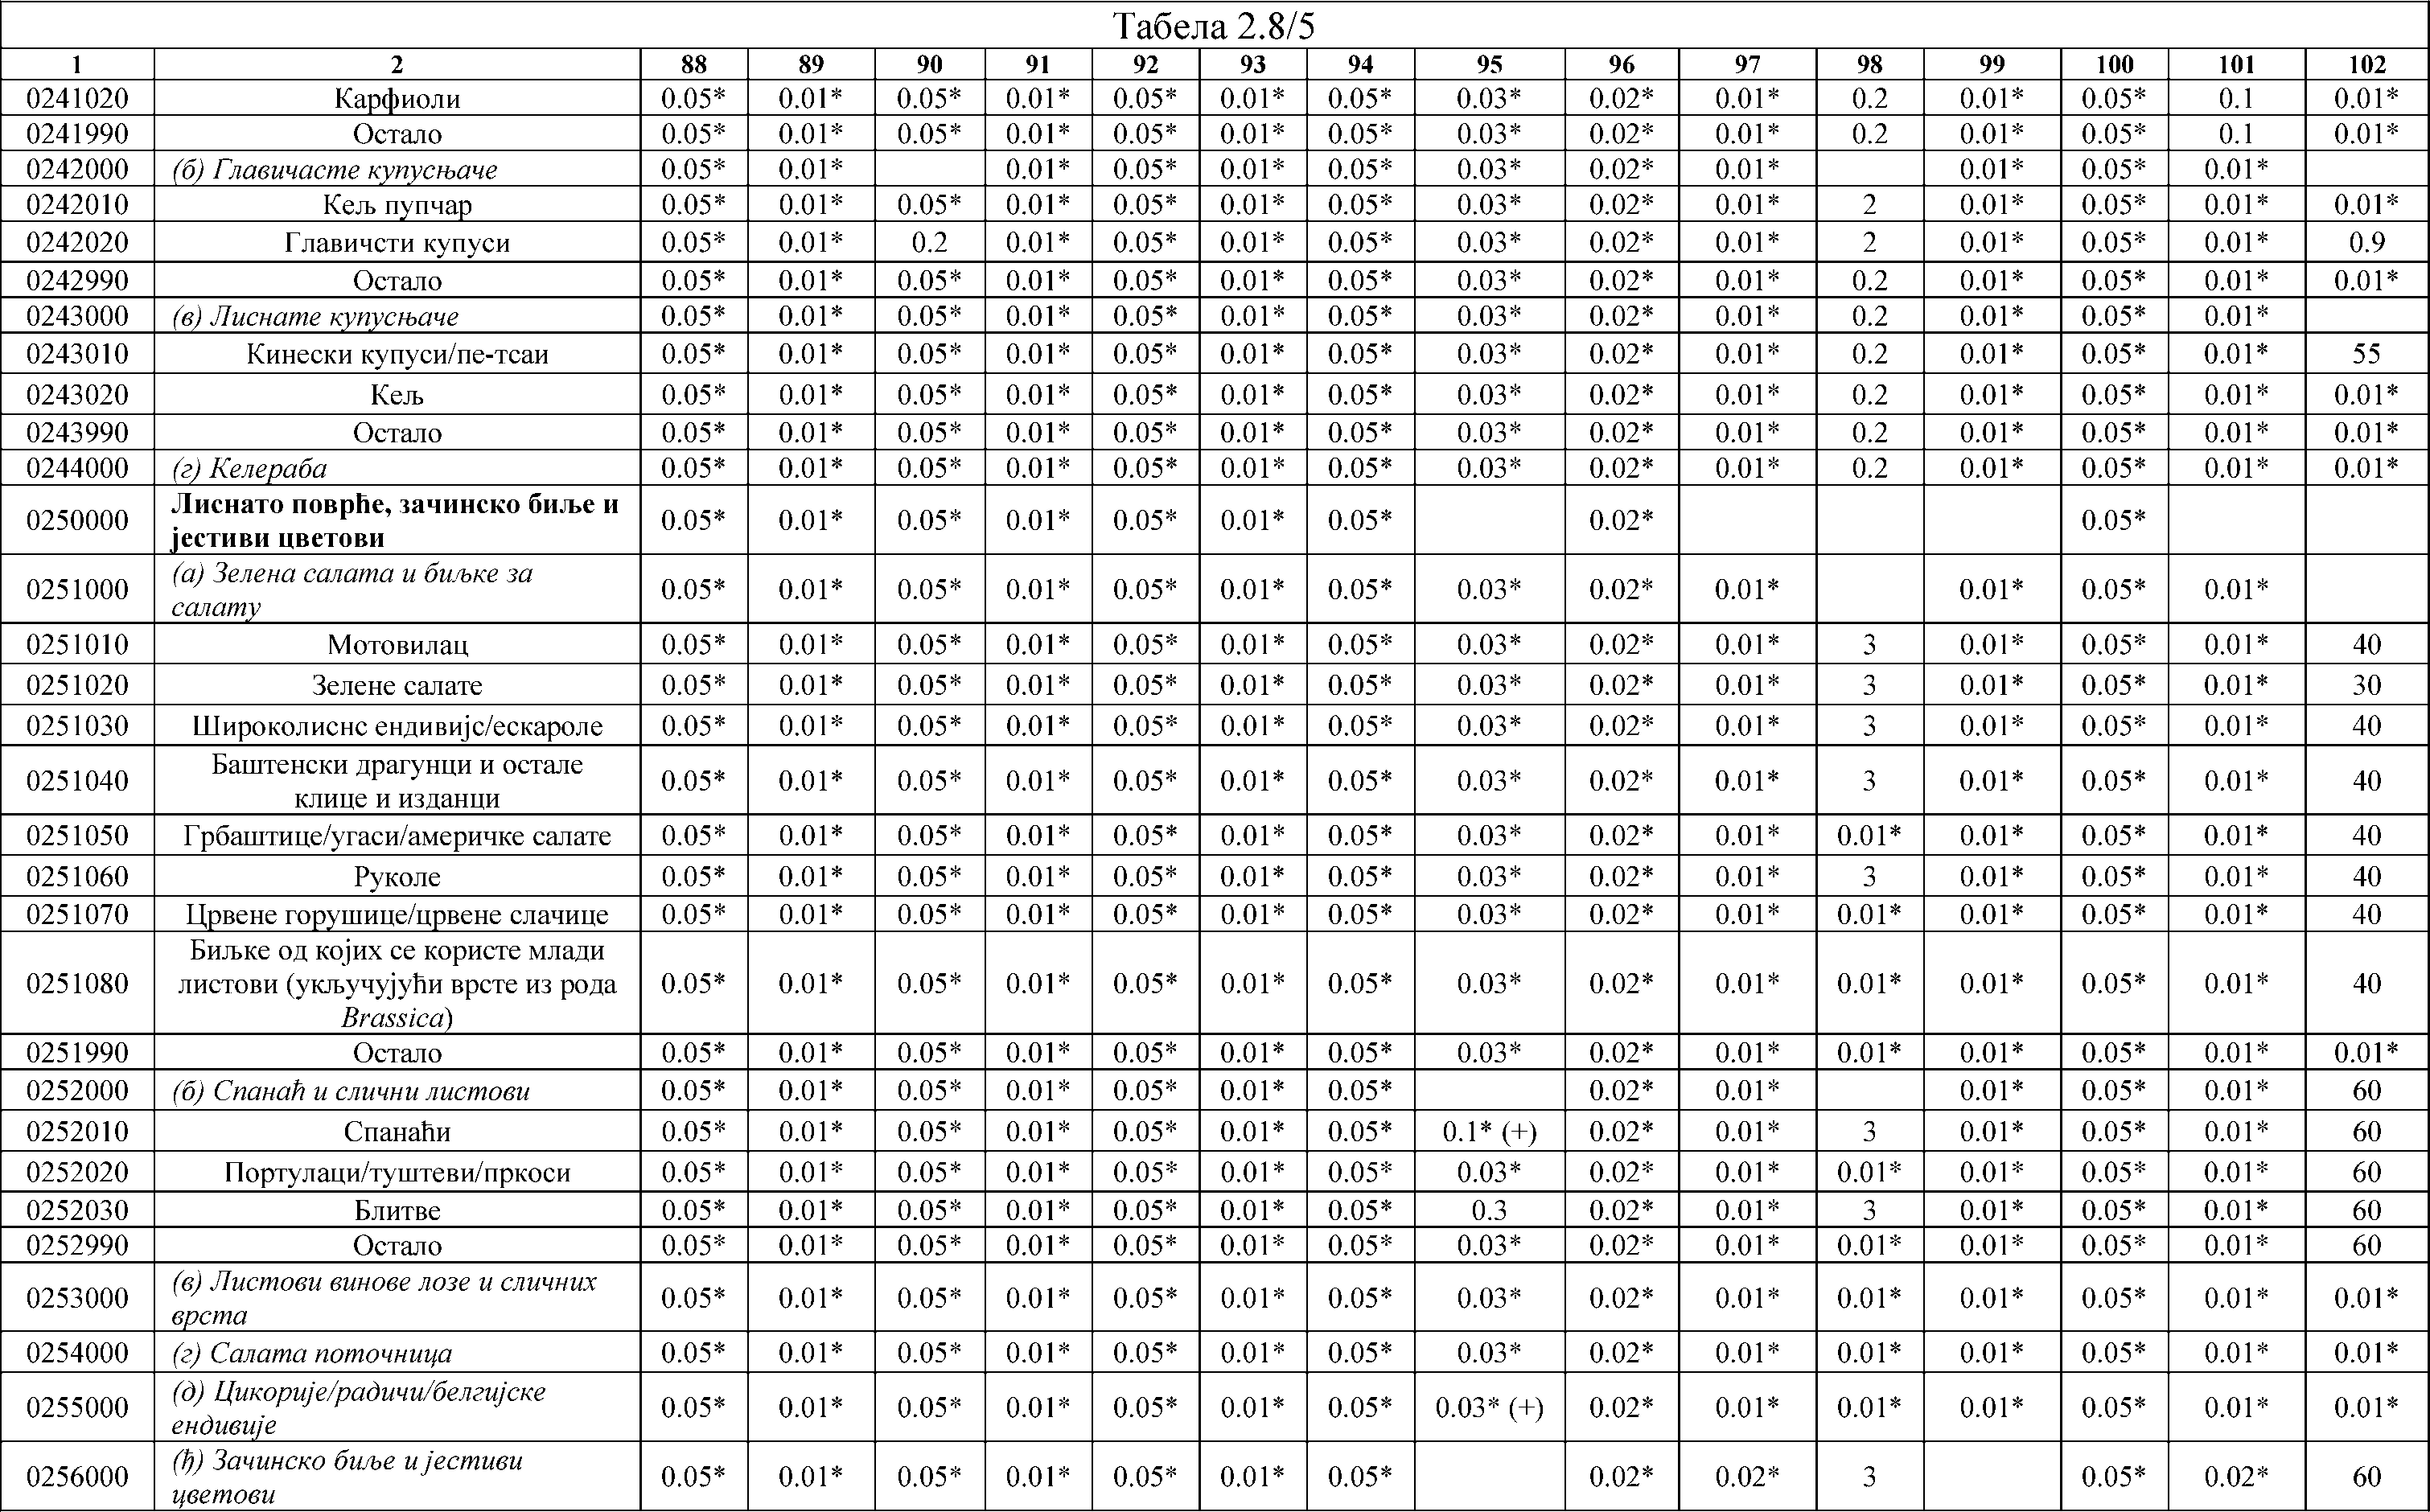 Табела 2.8/5
1 2 88 89 90 91 92 93 94 95 96 97 98 99 100 101 102
0241020 Карфиоли 0.05* 0.01* 0.05* 0.01* 0.05* 0.01* 0.05* 0.03* 0.02* 0.01* 0.2 0.01* 0.05* 0.1 0.01*
0241990 Остало 0.05* 0.01* 0.05* 0.01* 0.05* 0.01* 0.05* 0.03* 0.02* 0.01* 0.2 0.01* 0.05* 0.1 0.01*
0242000 (б) Главичасте купусњаче 0.05* 0.01* 0.01* 0.05* 0.01* 0.05* 0.03* 0.02* 0.01* 0.01* 0.05* 0.01*
0242010 Кељ пупчар 0.05* 0.01* 0.05* 0.01* 0.05* 0.01* 0.05* 0.03* 0.02* 0.01* 2 0.01* 0.05* 0.01* 0.01*
0242020 Главичсти купуси 0.05* 0.01* 0.2 0.01* 0.05* 0.01* 0.05* 0.03* 0.02* 0.01* 2 0.01* 0.05* 0.01* 0.9
0242990 Остало 0.05* 0.01* 0.05* 0.01* 0.05* 0.01* 0.05* 0.03* 0.02* 0.01* 0.2 0.01* 0.05* 0.01* 0.01*
0243000 (в) Лиснате купусњаче 0.05* 0.01* 0.05* 0.01* 0.05* 0.01* 0.05* 0.03* 0.02* 0.01* 0.2 0.01* 0.05* 0.01*
0243010 Кинески купуси/пе-тсаи 0.05* 0.01* 0.05* 0.01* 0.05* 0.01* 0.05* 0.03* 0.02* 0.01* 0.2 0.01* 0.05* 0.01* 55
0243020 Кељ 0.05* 0.01* 0.05* 0.01* 0.05* 0.01* 0.05* 0.03* 0.02* 0.01* 0.2 0.01* 0.05* 0.01* 0.01*
0243990 Остало 0.05* 0.01* 0.05* 0.01* 0.05* 0.01* 0.05* 0.03* 0.02* 0.01* 0.2 0.01* 0.05* 0.01* 0.01*
0244000 (г) Келераба 0.05* 0.01* 0.05* 0.01* 0.05* 0.01* 0.05* 0.03* 0.02* 0.01* 0.2 0.01* 0.05* 0.01* 0.01*
0250000 Лиснато поврће, зачинско биље и
јестиви цветови 0.05* 0.01* 0.05* 0.01* 0.05* 0.01* 0.05* 0.02* 0.05*
0251000 (а) Зелена салата и биљке за
салату 0.05* 0.01* 0.05* 0.01* 0.05* 0.01* 0.05* 0.03* 0.02* 0.01* 0.01* 0.05* 0.01*
0251010 Мотовилац 0.05* 0.01* 0.05* 0.01* 0.05* 0.01* 0.05* 0.03* 0.02* 0.01* 3 0.01* 0.05* 0.01* 40
0251020 Зелене салате 0.05* 0.01* 0.05* 0.01* 0.05* 0.01* 0.05* 0.03* 0.02* 0.01* 3 0.01* 0.05* 0.01* 30
0251030 Широколиснс ендивијс/ескароле 0.05* 0.01* 0.05* 0.01* 0.05* 0.01* 0.05* 0.03* 0.02* 0.01* 3 0.01* 0.05* 0.01* 40
0251040 Баштенски драгунци и остале
клице и изданци 0.05* 0.01* 0.05* 0.01* 0.05* 0.01* 0.05* 0.03* 0.02* 0.01* 3 0.01* 0.05* 0.01* 40
0251050 Грбаштице/угаси/америчке салате 0.05* 0.01* 0.05* 0.01* 0.05* 0.01* 0.05* 0.03* 0.02* 0.01* 0.01* 0.01* 0.05* 0.01* 40
0251060 Руколе 0.05* 0.01* 0.05* 0.01* 0.05* 0.01* 0.05* 0.03* 0.02* 0.01* 3 0.01* 0.05* 0.01* 40
0251070 Црвене горушице/црвене слачице 0.05* 0.01* 0.05* 0.01* 0.05* 0.01* 0.05* 0.03* 0.02* 0.01* 0.01* 0.01* 0.05* 0.01* 40
0251080 Биљке од којих се користе млади
листови (укључујући врсте из рода
Brassica) 0.05* 0.01* 0.05* 0.01* 0.05* 0.01* 0.05* 0.03* 0.02* 0.01* 0.01* 0.01* 0.05* 0.01* 40
0251990 Остало 0.05* 0.01* 0.05* 0.01* 0.05* 0.01* 0.05* 0.03* 0.02* 0.01* 0.01* 0.01* 0.05* 0.01* 0.01*
0252000 (б) Спанаћ и слични листови 0.05* 0.01* 0.05* 0.01* 0.05* 0.01* 0.05* 0.02* 0.01* 0.01* 0.05* 0.01* 60
0252010 Спанаћи 0.05* 0.01* 0.05* 0.01* 0.05* 0.01* 0.05* 0.1* (+) 0.02* 0.01* 3 0.01* 0.05* 0.01* 60
0252020 Портулаци/туштеви/пркоси 0.05* 0.01* 0.05* 0.01* 0.05* 0.01* 0.05* 0.03* 0.02* 0.01* 0.01* 0.01* 0.05* 0.01* 60
0252030 Блитве 0.05* 0.01* 0.05* 0.01* 0.05* 0.01* 0.05* 0.3 0.02* 0.01* 3 0.01* 0.05* 0.01* 60
0252990 Остало 0.05* 0.01* 0.05* 0.01* 0.05* 0.01* 0.05* 0.03* 0.02* 0.01* 0.01* 0.01* 0.05* 0.01* 60
0253000 (в) Листови винове лозе и сличних
врста 0.05* 0.01* 0.05* 0.01* 0.05* 0.01* 0.05* 0.03* 0.02* 0.01* 0.01* 0.01* 0.05* 0.01* 0.01*
0254000 (г) Салата поточница 0.05* 0.01* 0.05* 0.01* 0.05* 0.01* 0.05* 0.03* 0.02* 0.01* 0.01* 0.01* 0.05* 0.01* 0.01*
0255000 (д) Цикорије/радичи/белгијске
ендивије 0.05* 0.01* 0.05* 0.01* 0.05* 0.01* 0.05* 0.03* (+) 0.02* 0.01* 0.01* 0.01* 0.05* 0.01* 0.01*
0256000 (ђ) Зачинско биље и јестиви
цветови 0.05* 0.01* 0.05* 0.01* 0.05* 0.01* 0.05* 0.02* 0.02* 3 0.05* 0.02* 60